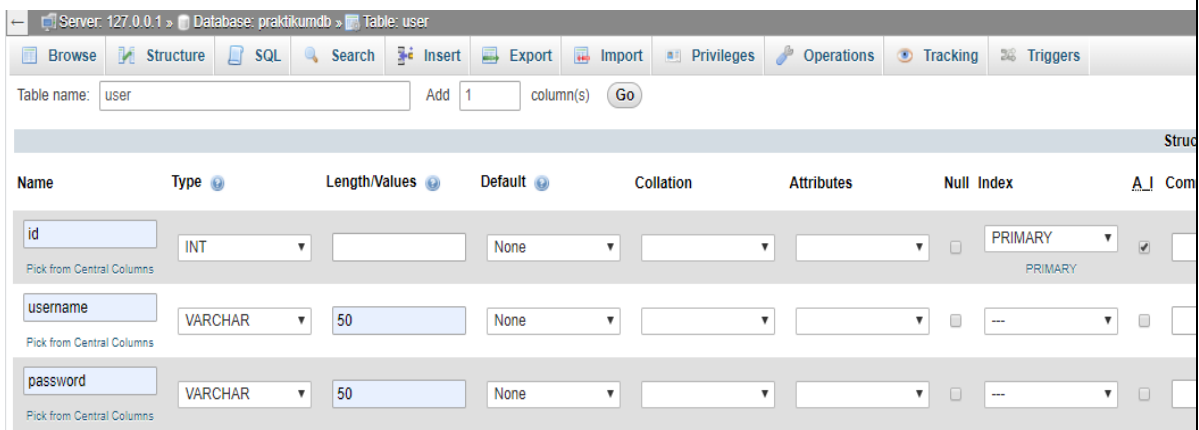 Server: 127.0.0.1 » Database: praktikumdb » Table: user
Browse Structure SQL Search Insert Export Import Privileges Operations Tracking Triggers
Table name: user Add 1 column(s) Go
Struc
Name Type Length/Values Default Collation Attributes Null Index A_I Com
id INT None PRIMARY
Pick from Central Columns PRIMARY
username VARCHAR 50 None ---
Pick from Central Columns
password VARCHAR 50 None ---
Pick from Central Columns